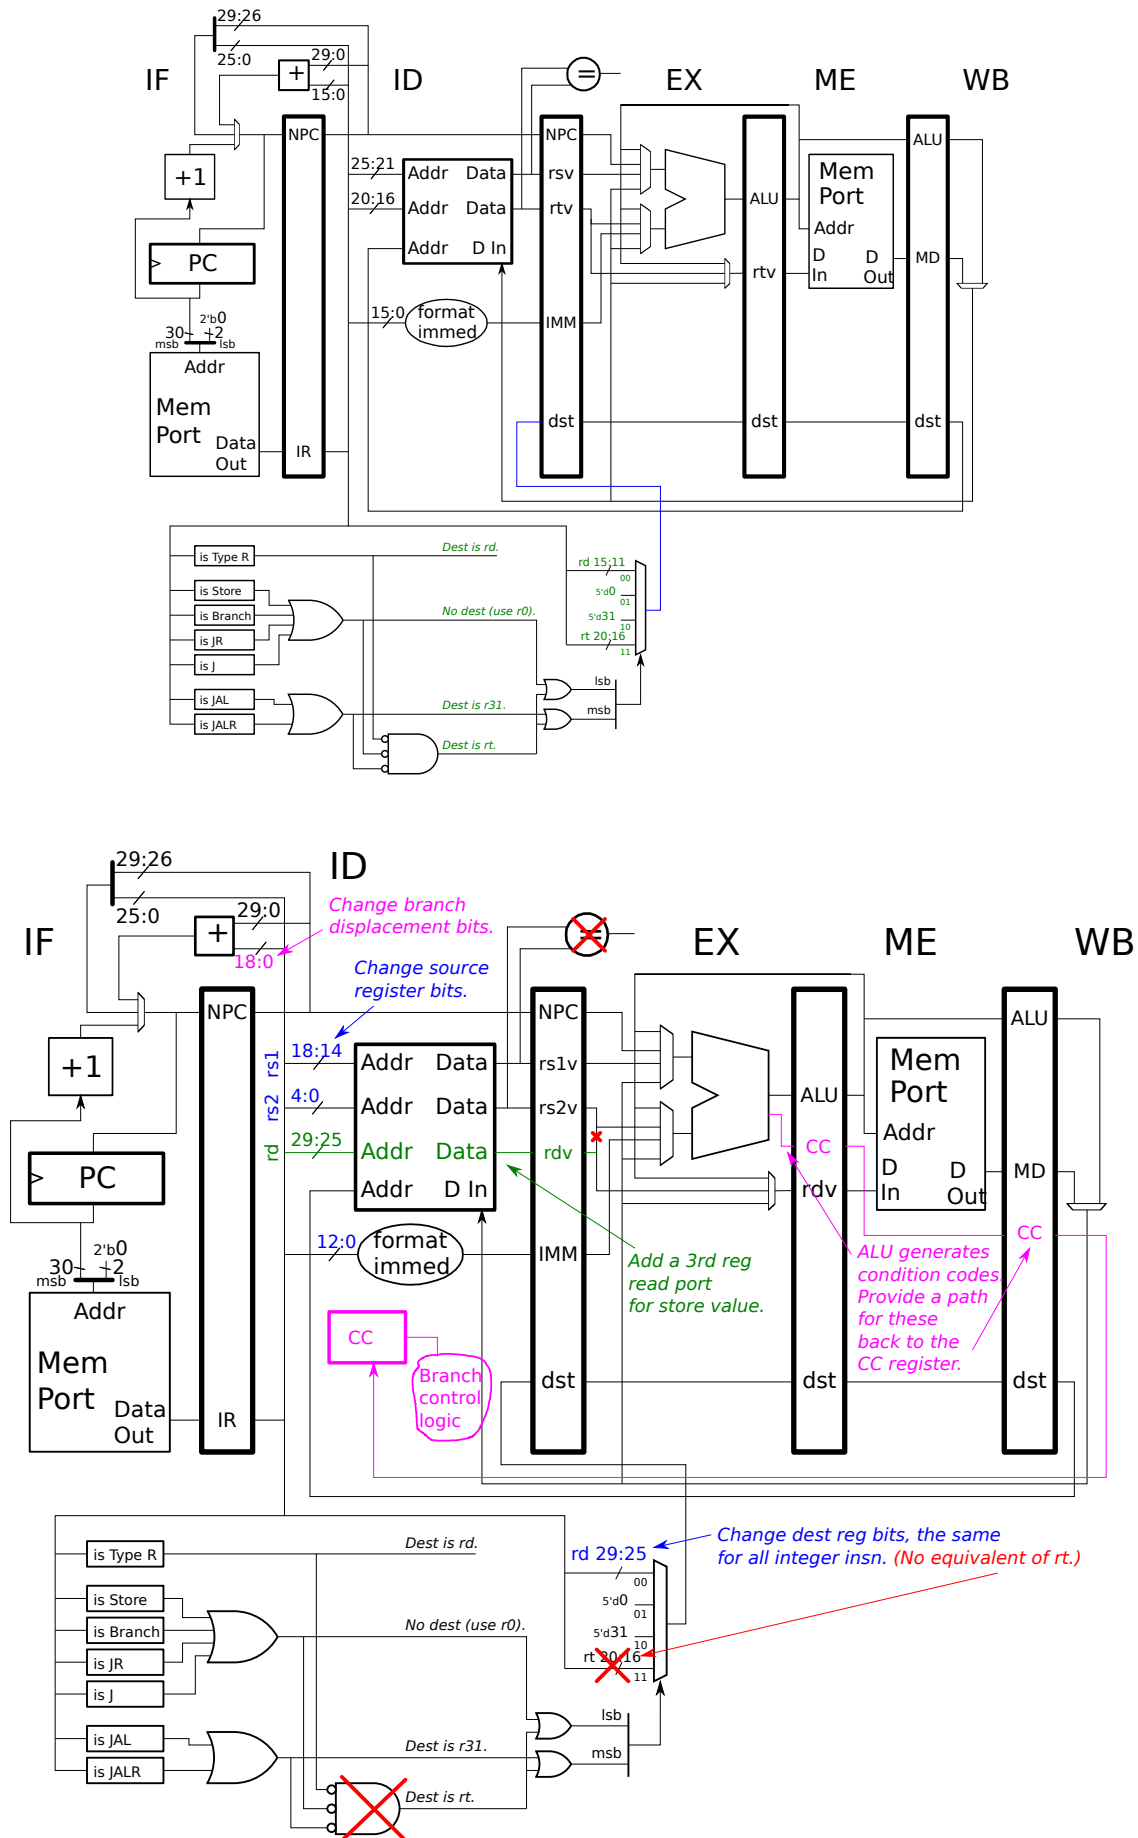 29:26
25:0
29:0
15:0
+
=
IF
ID
EX
ME
WB
NPC
NPC
ALU
+1
25:21
Addr
Data
rsv
20:16
Addr
Data
rtv
ALU
Mem
Port
Addr
Addr
D In
D
In
D
Out
MD
rtv
PC
2'b0
30
2
msb
lsb
15:0
format
immed
IMM
Addr
Mem
Port
Data
Out
IR
dst
dst
dst
is Type R
Dest is rd.
rd 15:11
00
is Store
5'd0
01
is Branch
No dest (use r0).
5'd31
10
is JR
rt 20:16
11
is J
lsb
is JAL
Dest is r31.
msb
is JALR
Dest is rt.
29:26
ID
25:0
29:0
Change branch
displacement bits.
+
18:0
=
IF
EX
ME
WB
Change source
register bits.
NPC
NPC
ALU
+1
rs1
18:14
Addr
Data
rs1v
Mem
Port
rs2
4:0
Addr
Data
rs2v
ALU
rd
29:25
Addr
Data
rdv
CC
Addr
Addr
D In
D
In
D
Out
MD
rdv
PC
CC
2'b0
30
2
msb
lsb
12:0
format
immed
IMM
Add a 3rd reg
read port
for store value.
ALU generates
condition codes.
Provide a path
for these
back to the
CC register.
Addr
Mem
Port
Data
Out
CC
Branch
control
logic
IR
dst
dst
dst
is Type R
Dest is rd.
rd 29:25
00
Change dest reg bits, the same
for all integer insn. (No equivalent of rt.)
is Store
5'd0
01
is Branch
No dest (use r0).
5'd31
10
is JR
rt 20:16
11
is J
lsb
is JAL
Dest is r31.
msb
is JALR
Dest is rt.